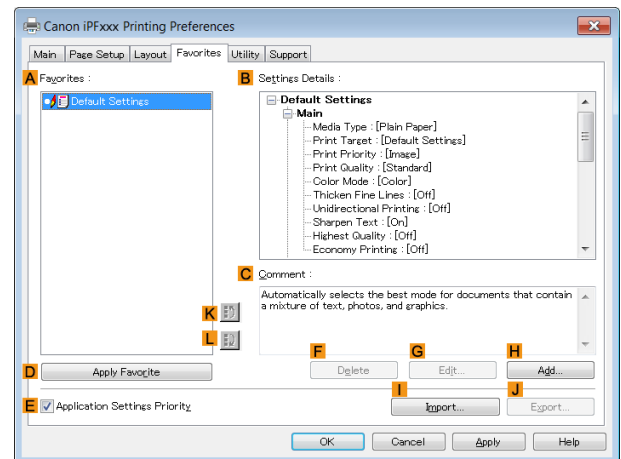 Canon iPFxxx Printing Preferences
Main Page Setup Layout Favorites Utility Support
A Favorites :
B Settings Details :
Default Settings
Default Settings
Main
Media Type : [Plain Paper]
Print Target : [Default Settings]
Print Priority : [Image]
Print Quality : [Standard]
Color Mode : [Color]
Thicken Fine Lines : [Off]
Unidirectional Printing : [Off]
Sharpen Text : [On]
Highest Quality : [Off]
Economy Printing : [Off]
C Comment :
Automatically selects the best mode for documents that contain
a mixture of text, photos, and graphics.
K
L
F G H
D Apply Favorite Delete Edit... Add...
I J
E Application Settings Priority Import... Export...
OK Cancel Apply Help